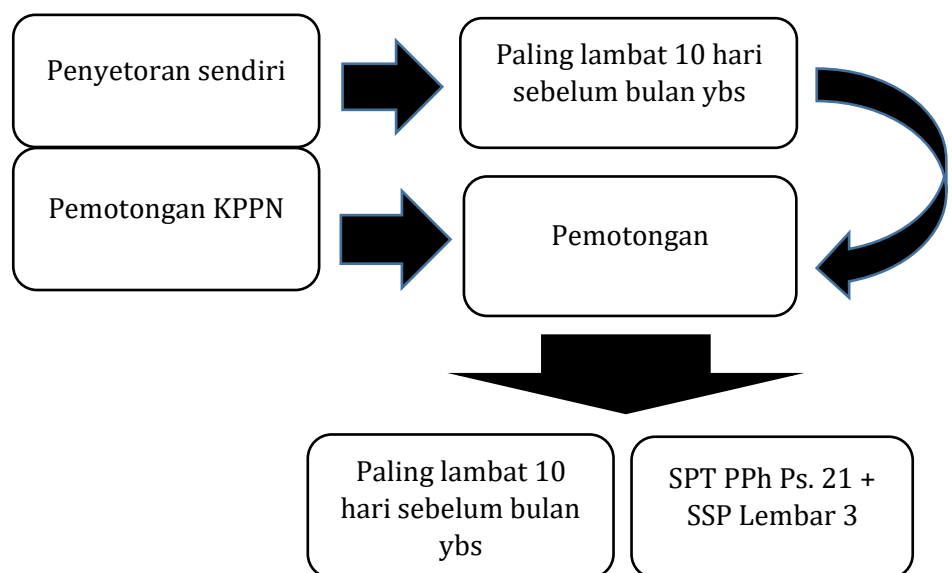 Penyetoran sendiri
Paling lambat 10 hari
sebelum bulan ybs
Pemotongan KPPN
Pemotongan
Paling lambat 10
hari sebelum bulan
ybs
SPT PPh Ps. 21 +
SSP Lembar 3